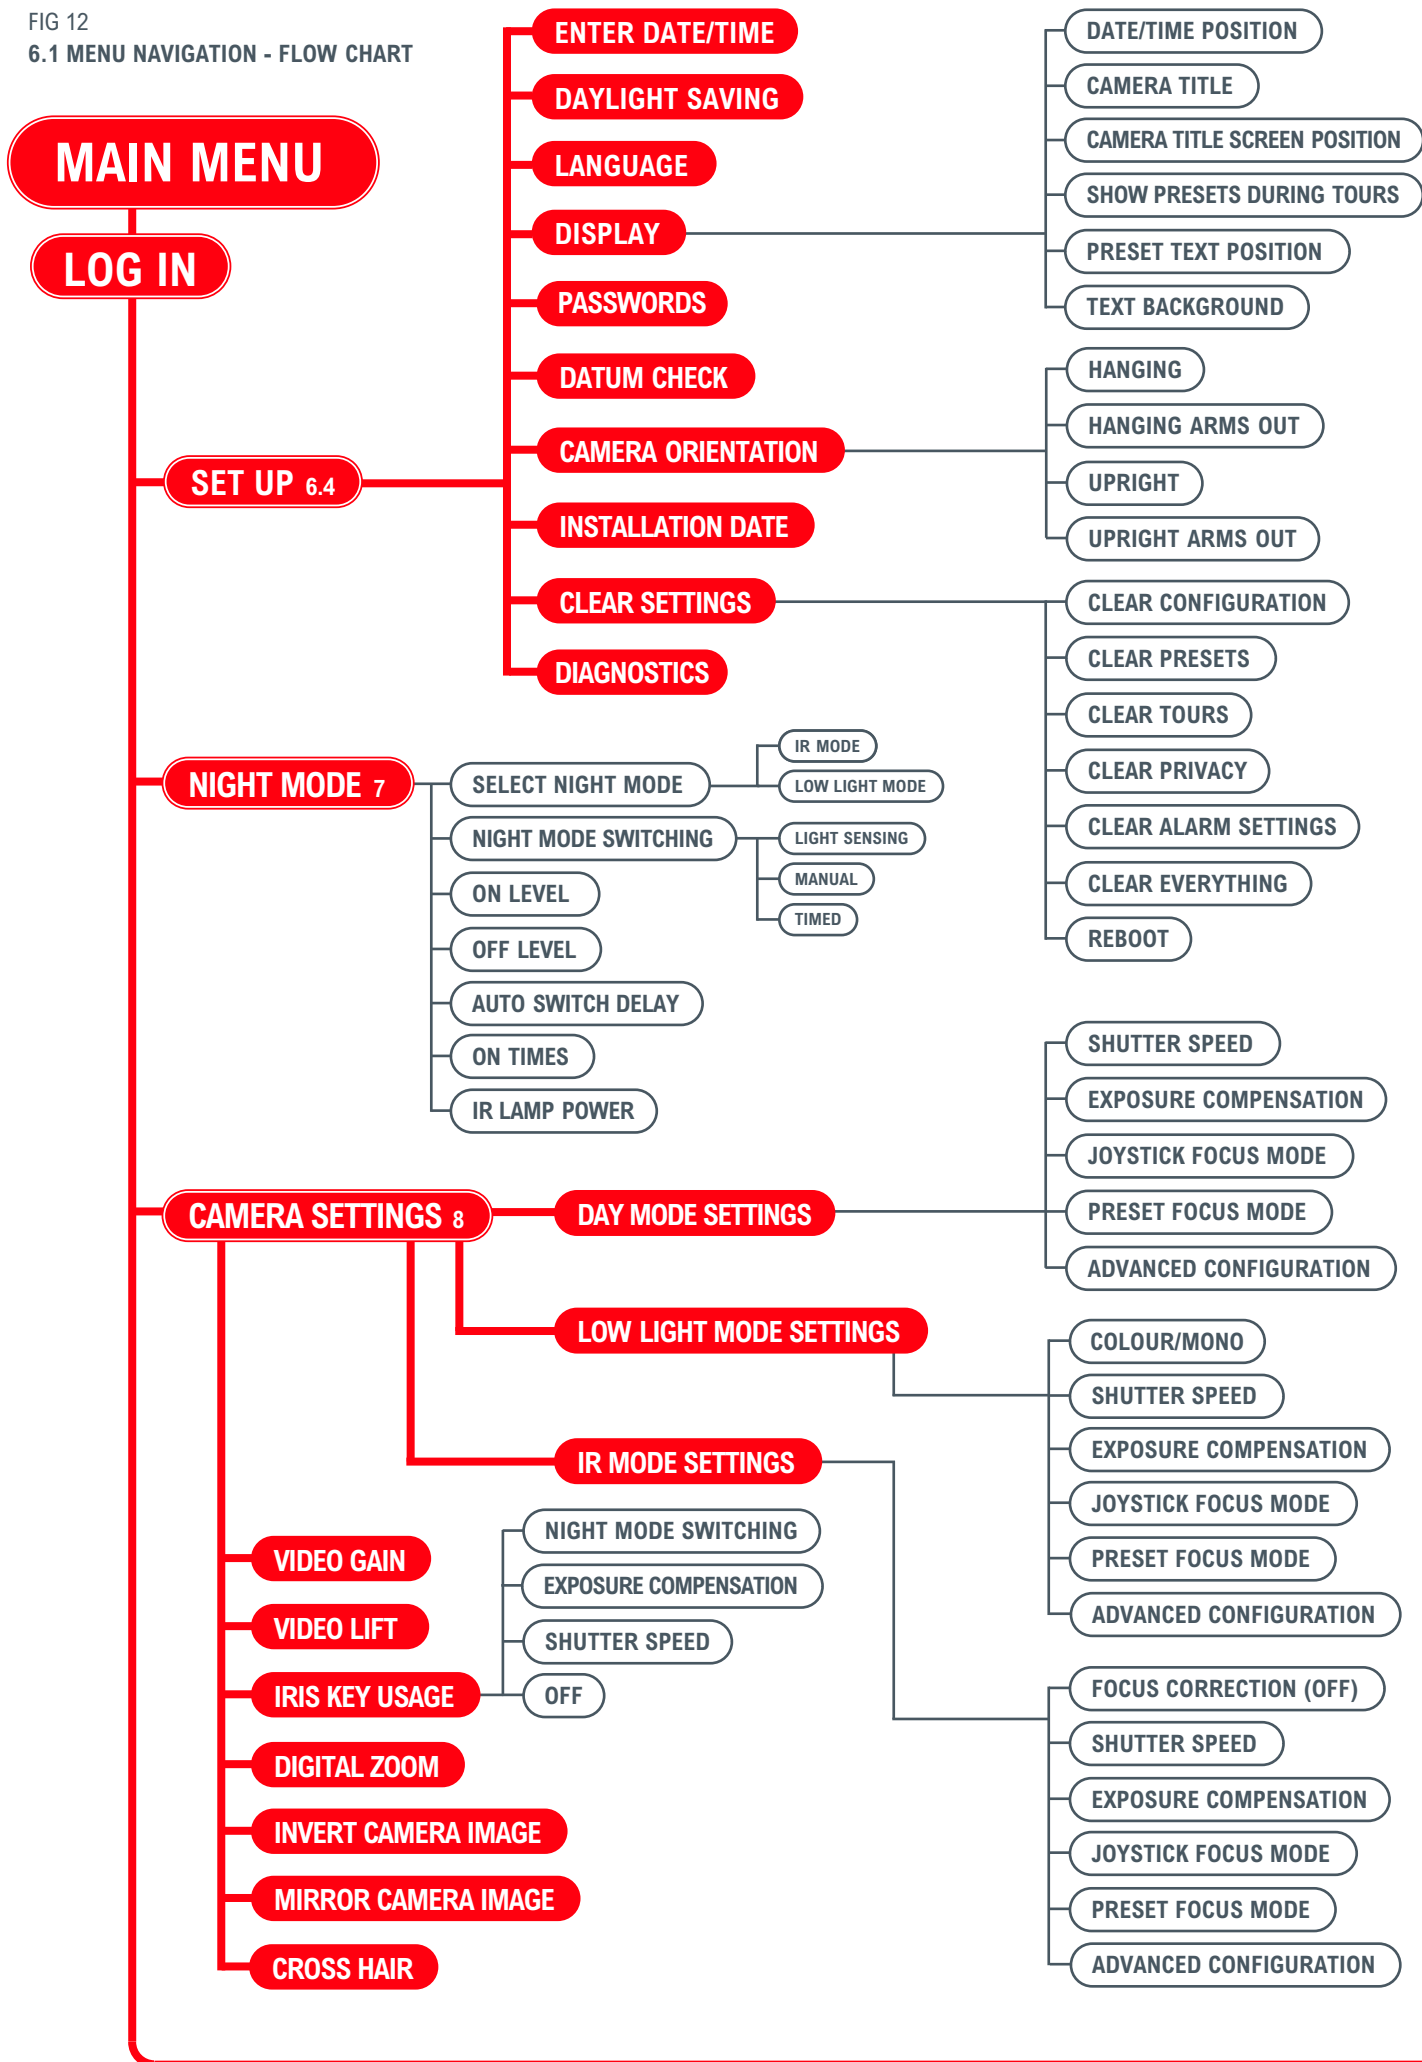 FIG 12
6.1 MENU NAVIGATION - FLOW CHART
MAIN MENU
LOG IN
SET UP 6.4
ENTER DATE/TIME
DAYLIGHT SAVING
LANGUAGE
DISPLAY
DATE/TIME POSITION
CAMERA TITLE
CAMERA TITLE SCREEN POSITION
SHOW PRESETS DURING TOURS
PRESET TEXT POSITION
TEXT BACKGROUND
PASSWORDS
DATUM CHECK
CAMERA ORIENTATION
HANGING
HANGING ARMS OUT
UPRIGHT
UPRIGHT ARMS OUT
INSTALLATION DATE
CLEAR SETTINGS
CLEAR CONFIGURATION
CLEAR PRESETS
CLEAR TOURS
CLEAR PRIVACY
CLEAR ALARM SETTINGS
CLEAR EVERYTHING
REBOOT
DIAGNOSTICS
NIGHT MODE 7
SELECT NIGHT MODE
IR MODE
LOW LIGHT MODE
NIGHT MODE SWITCHING
LIGHT SENSING
MANUAL
TIMED
ON LEVEL
OFF LEVEL
AUTO SWITCH DELAY
ON TIMES
IR LAMP POWER
CAMERA SETTINGS 8
DAY MODE SETTINGS
SHUTTER SPEED
EXPOSURE COMPENSATION
JOYSTICK FOCUS MODE
PRESET FOCUS MODE
ADVANCED CONFIGURATION
LOW LIGHT MODE SETTINGS
COLOUR/MONO
SHUTTER SPEED
EXPOSURE COMPENSATION
JOYSTICK FOCUS MODE
PRESET FOCUS MODE
ADVANCED CONFIGURATION
IR MODE SETTINGS
FOCUS CORRECTION (OFF)
SHUTTER SPEED
EXPOSURE COMPENSATION
JOYSTICK FOCUS MODE
PRESET FOCUS MODE
ADVANCED CONFIGURATION
VIDEO GAIN
VIDEO LIFT
IRIS KEY USAGE
NIGHT MODE SWITCHING
EXPOSURE COMPENSATION
SHUTTER SPEED
OFF
DIGITAL ZOOM
INVERT CAMERA IMAGE
MIRROR CAMERA IMAGE
CROSS HAIR